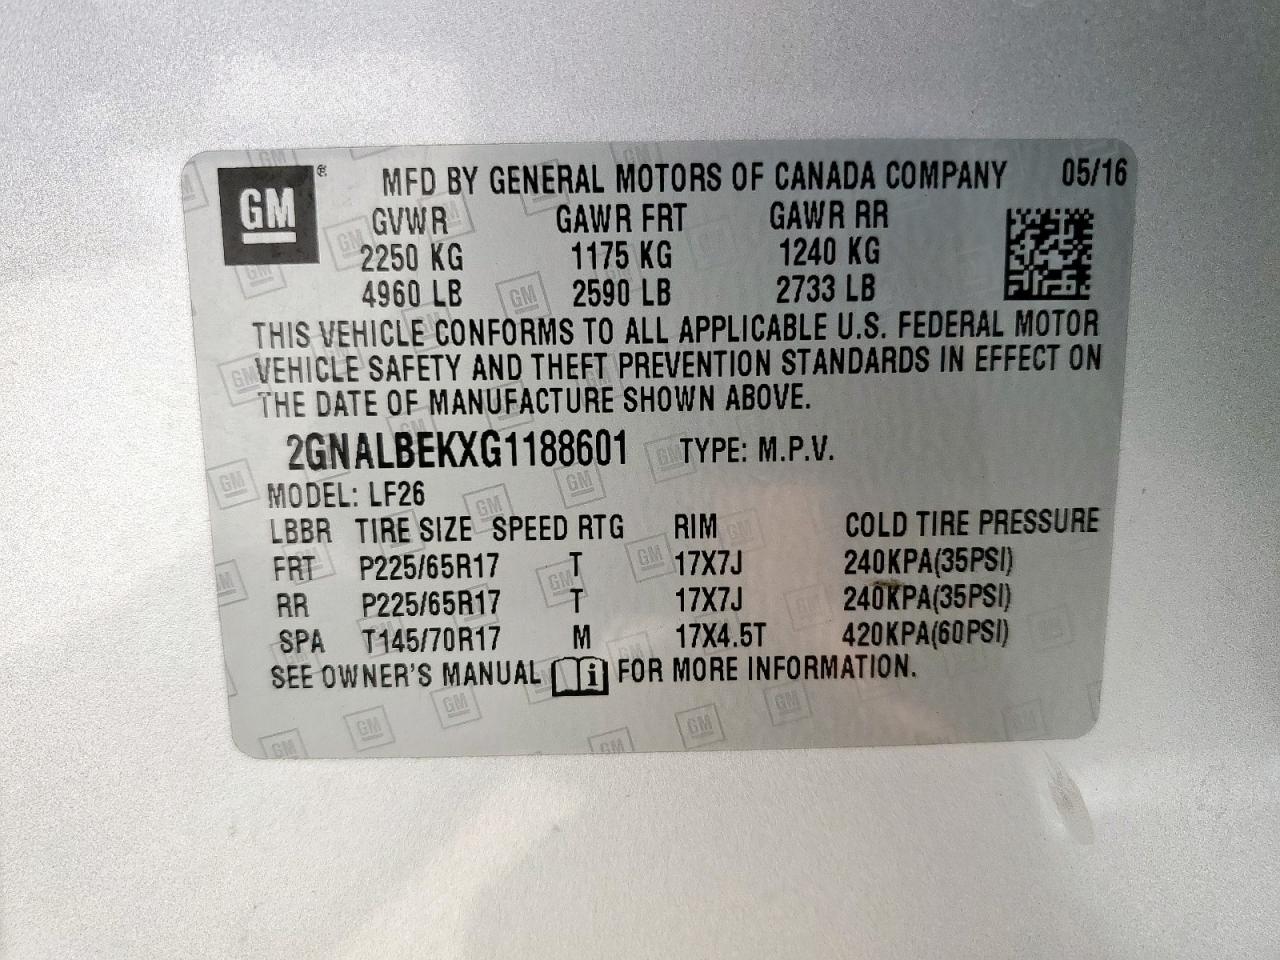 GM ® MFD BY GENERAL MOTORS OF CANADA COMPANY 05/16
GVWR GAWR FRT GAWR RR
2250 KG 1175 KG 1240 KG
4960 LB 2590 LB 2733 LB
THIS VEHICLE CONFORMS TO ALL APPLICABLE U.S. FEDERAL MOTOR
VEHICLE SAFETY AND THEFT PREVENTION STANDARDS IN EFFECT ON
THE DATE OF MANUFACTURE SHOWN ABOVE.
2GNALBEKXG1188601 TYPE: M.P.V.
MODEL: LF26
LBBR TIRE SIZE SPEED RTG RIM COLD TIRE PRESSURE
FRT P225/65R17 T 17X7J 240KPA(35PSI)
RR P225/65R17 T 17X7J 240KPA(35PSI)
SPA T145/70R17 M 17X4.5T 420KPA(60PSI)
SEE OWNER'S MANUAL i FOR MORE INFORMATION.